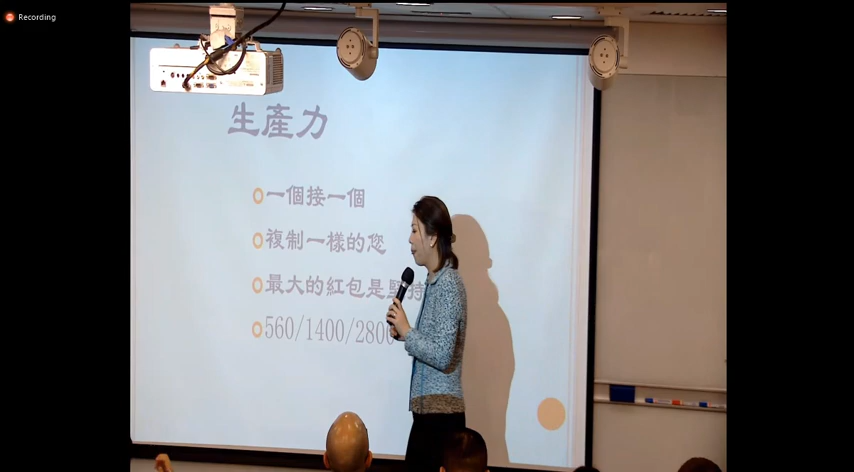 Recording
生產力
一個接一個
複制一樣的您
最大的紅包是堅持
560/1400/2800